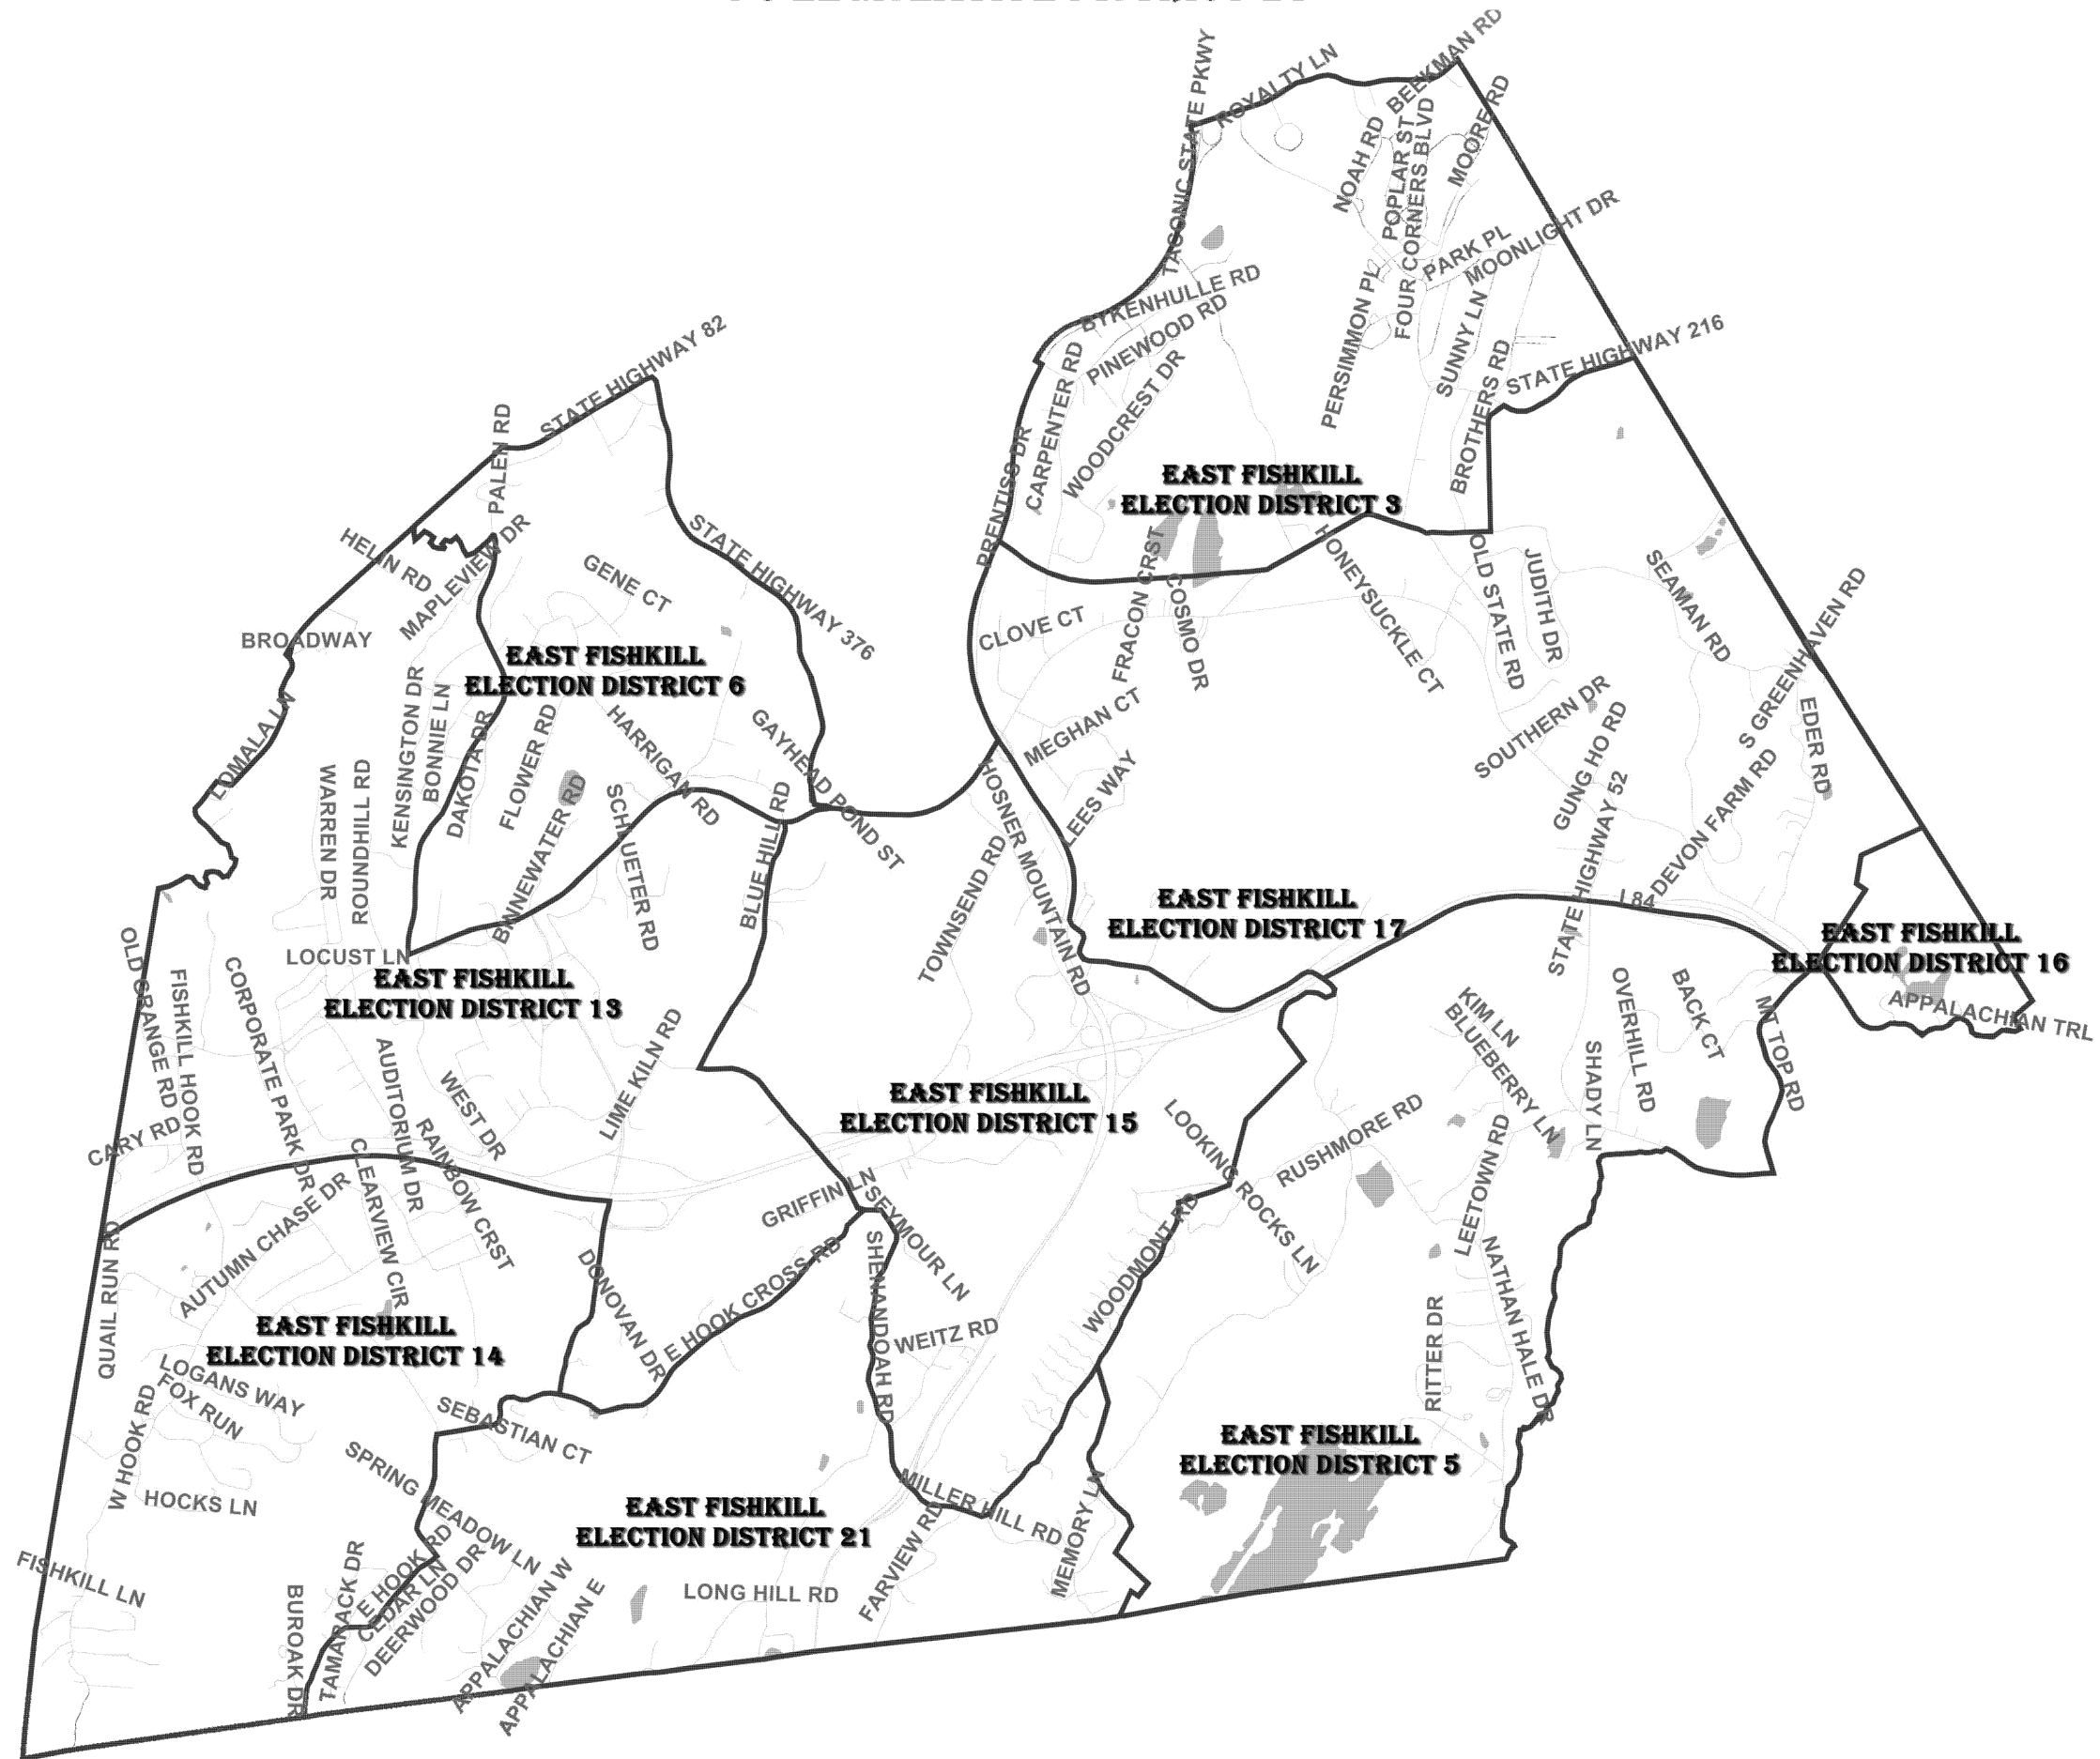 BEEKMAN RD
ROYALTY LN
TACONIC STATE PKWY
NOAH RD
POPLAR ST
FOUR CORNERS BLVD
MOORE RD
PARK PL
MOONLIGHT DR
BYKENHULLE RD
PINEWOOD RD
PERSIMMON PL
SUNNY LN
STATE HIGHWAY 216
STATE HIGHWAY 82
CARPENTER RD
WOODCREST DR
BROTHERS RD
PALEN RD
PRENTISS DR
EAST FISHKILL
ELECTION DISTRICT 3
HELIN RD
MAPLEVIEW DR
GENE CT
STATE HIGHWAY 376
FRACON CRST
COSMO DR
HONEYSUCKLE CT
OLD STATE RD
JUDITH DR
SEAMAN RD
S GREENHAVEN RD
BROADWAY
CLOVE CT
EAST FISHKILL
ELECTION DISTRICT 6
LOMALA LN
KENSINGTON DR
BONNIE LN
DAKOTA DR
FLOWER RD
HARRIGAN RD
GAYHEAD POND ST
MEGHAN CT
SOUTHERN DR
GUNG HO RD
EDER RD
WARREN DR
ROUNDHILL RD
BINNEWATER RD
SCHLUETER RD
BLUE HILL RD
HOSNER MOUNTAIN RD
LEES WAY
TOWNSEND RD
STATE HIGHWAY 52
DEVON FARM RD
I 84
EAST FISHKILL
ELECTION DISTRICT 17
EAST FISHKILL
ELECTION DISTRICT 16
APPALACHIAN TRL
LOCUST LN
EAST FISHKILL
ELECTION DISTRICT 13
OLD GRANGE RD
FISHKILL HOOK RD
CORPORATE PARK DR
CARY RD
AUDITORIUM DR
WEST DR
RAINBOW CRST
LIME KILN RD
KIM LN
BLUEBERRY LN
OVERHILL RD
BACK CT
MT TOP RD
SHADY LN
EAST FISHKILL
ELECTION DISTRICT 15
LOOKING ROCKS LN
RUSHMORE RD
LEETOWN RD
CLEARVIEW CIR
AUTUMN CHASE DR
GRIFFIN LN
SEYMOUR LN
QUAIL RUN RD
DONOVAN DR
E HOOK CROSS RD
SHENANDOAH RD
WEITZ RD
WOODMONT RD
NATHAN HALE DR
RITTER DR
EAST FISHKILL
ELECTION DISTRICT 14
LOGANS WAY
FOX RUN
W HOOK RD
SEBASTIAN CT
SPRING MEADOW LN
HOCKS LN
EAST FISHKILL
ELECTION DISTRICT 5
EAST FISHKILL
ELECTION DISTRICT 21
MILLER HILL RD
FARVIEW RD
MEMORY LN
FISHKILL LN
LONG HILL RD
BUROAK DR
TAMARACK DR
E HOOK RD
CEDAR LN
DEERWOOD DR
APPALACHIAN W
APPALACHIAN E